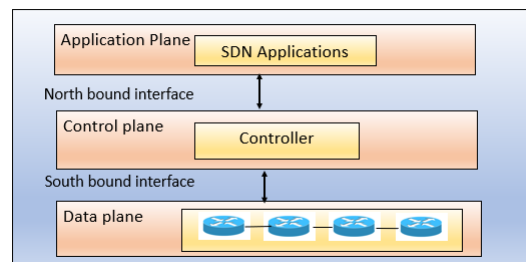 Application Plane
SDN Applications
North bound interface
Control plane
Controller
South bound interface
Data plane